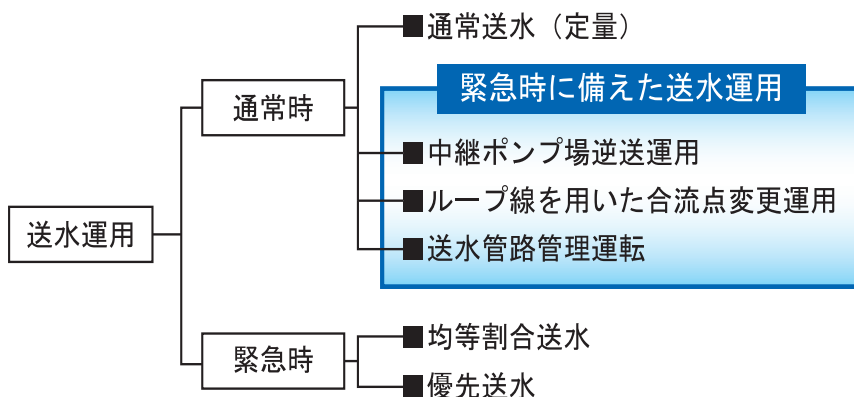 送水運用
通常時
■通常送水（定量）
緊急時に備えた送水運用
■中継ポンプ場逆送運用
■ループ線を用いた合流点変更運用
■送水管路管理運転
緊急時
■均等割合送水
■優先送水